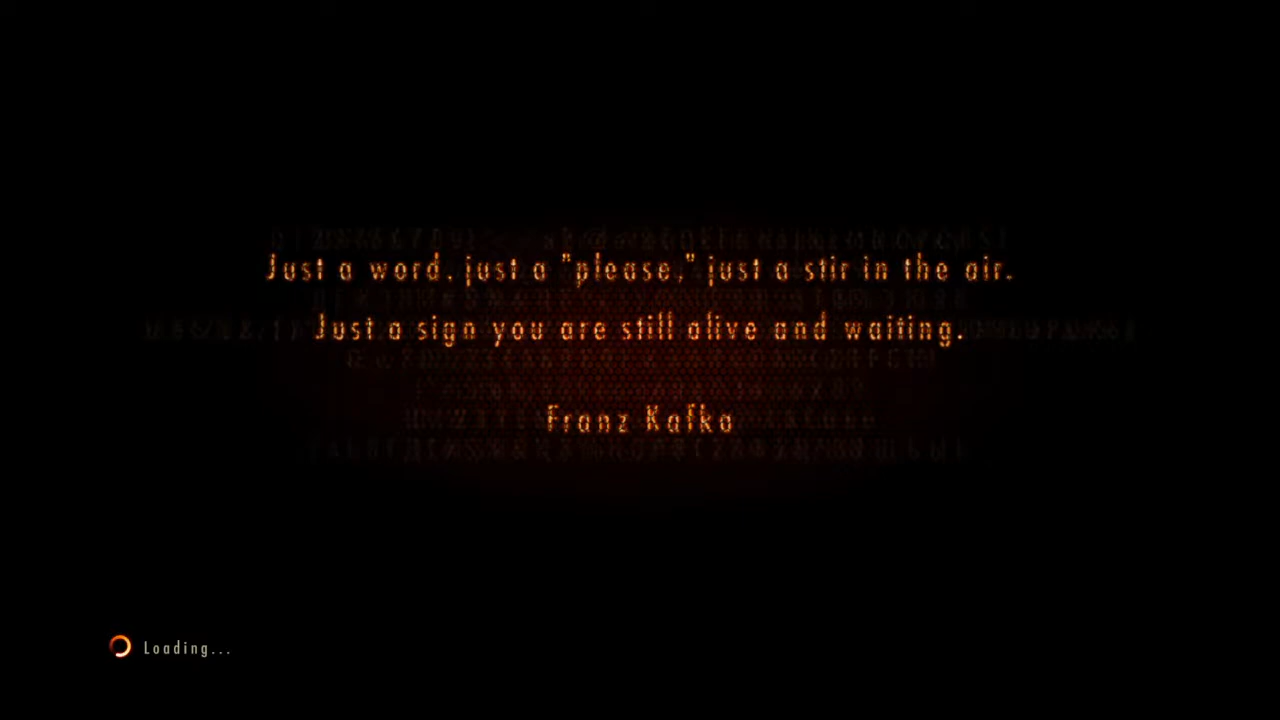 Just a word, just a "please," just a stir in the air.
Just a sign you are still alive and waiting.
Franz Kafka
Loading...